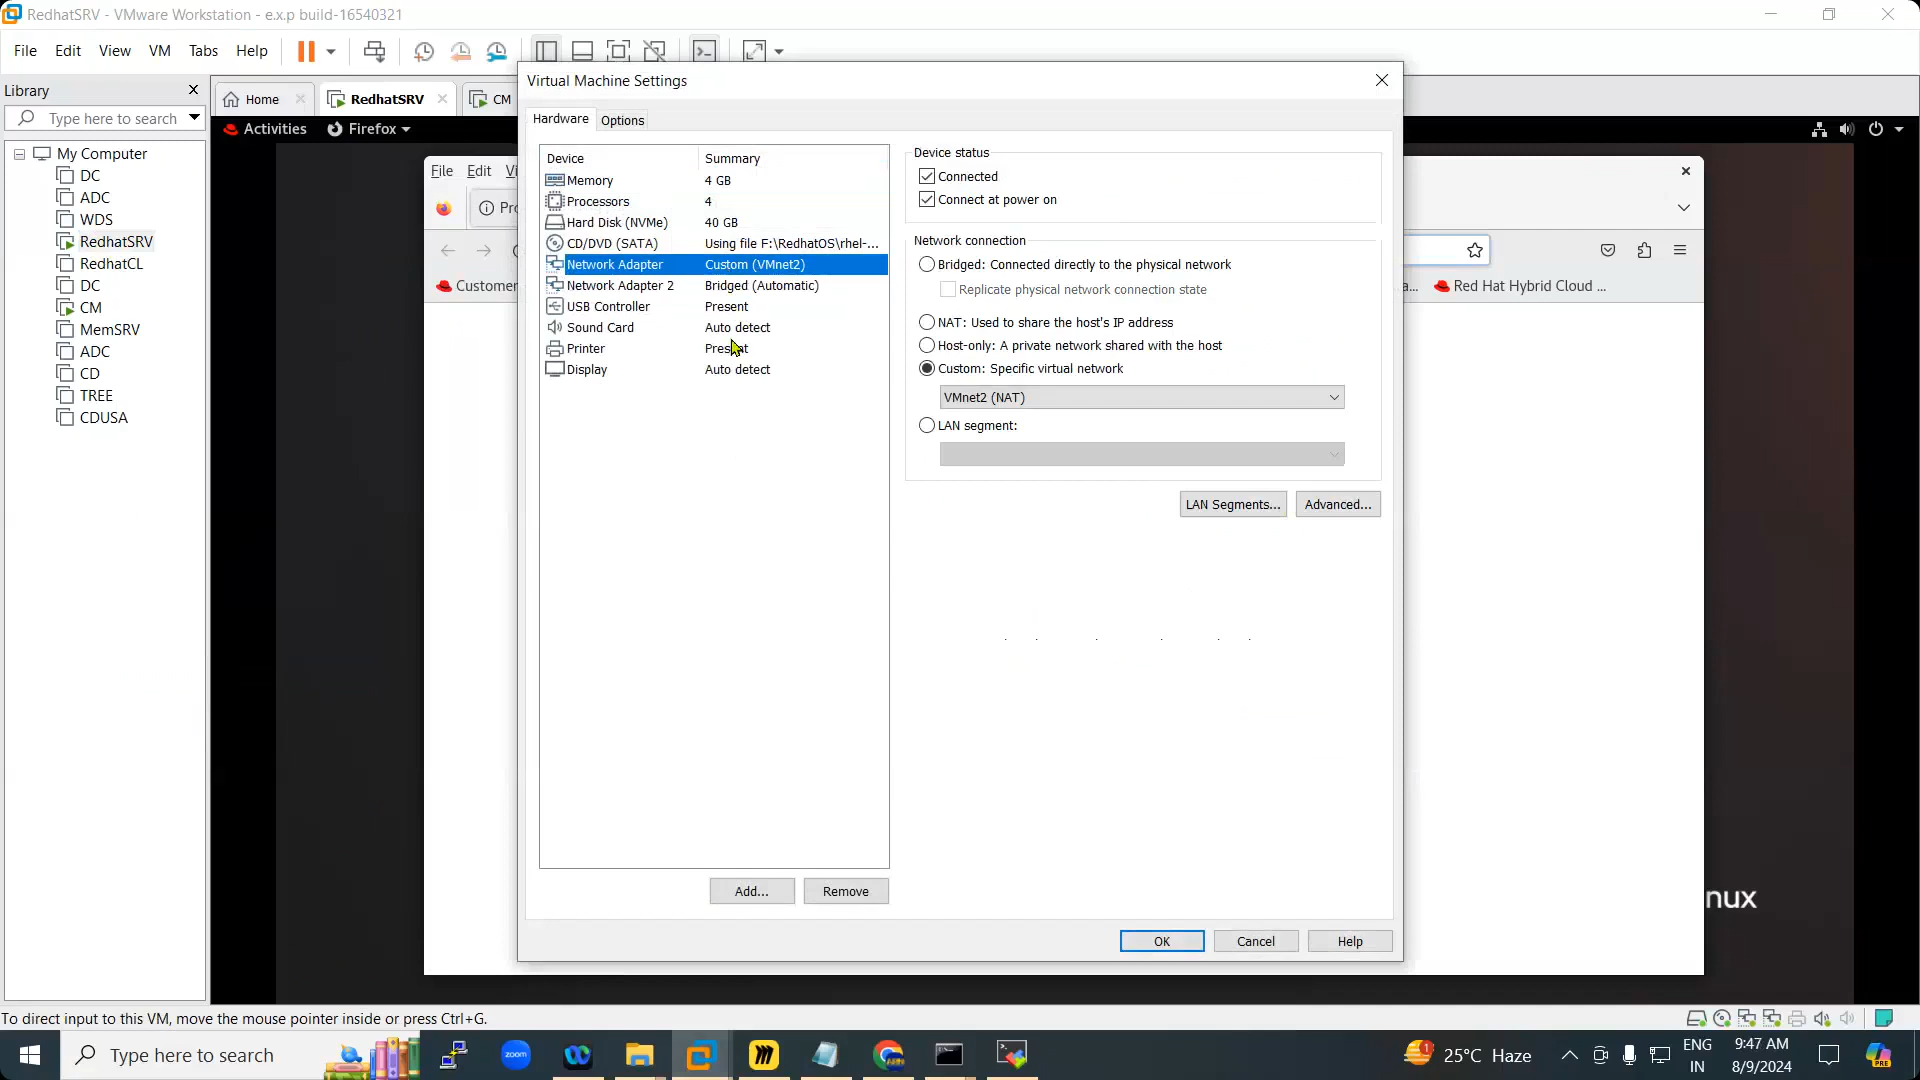 RedhatSRV - VMware Workstation - e.x.p build-16540321
File Edit View VM Tabs Help
Library
Type here to search
My Computer
DC
ADC
WDS
RedhatSRV
RedhatCL
DC
CM
MemSRV
ADC
CD
TREE
CDUSA
Home
RedhatSRV
CM
Activities Firefox
File Edit
Customer
Red Hat Hybrid Cloud ...
nux
Virtual Machine Settings
Hardware Options
Device Summary
Memory 4 GB
Processors 4
Hard Disk (NVMe) 40 GB
CD/DVD (SATA) Using file F:\RedhatOS\rhel-...
Network Adapter Custom (VMnet2)
Network Adapter 2 Bridged (Automatic)
USB Controller Present
Sound Card Auto detect
Printer Present
Display Auto detect
Add... Remove
Device status
Connected
Connect at power on
Network connection
Bridged: Connected directly to the physical network
Replicate physical network connection state
NAT: Used to share the host's IP address
Host-only: A private network shared with the host
Custom: Specific virtual network
VMnet2 (NAT)
LAN segment:
LAN Segments... Advanced...
OK Cancel Help
To direct input to this VM, move the mouse pointer inside or press Ctrl+G.
Type here to search
zoom
1
25°C Haze
ENG
IN
9:47 AM
8/9/2024
PRE